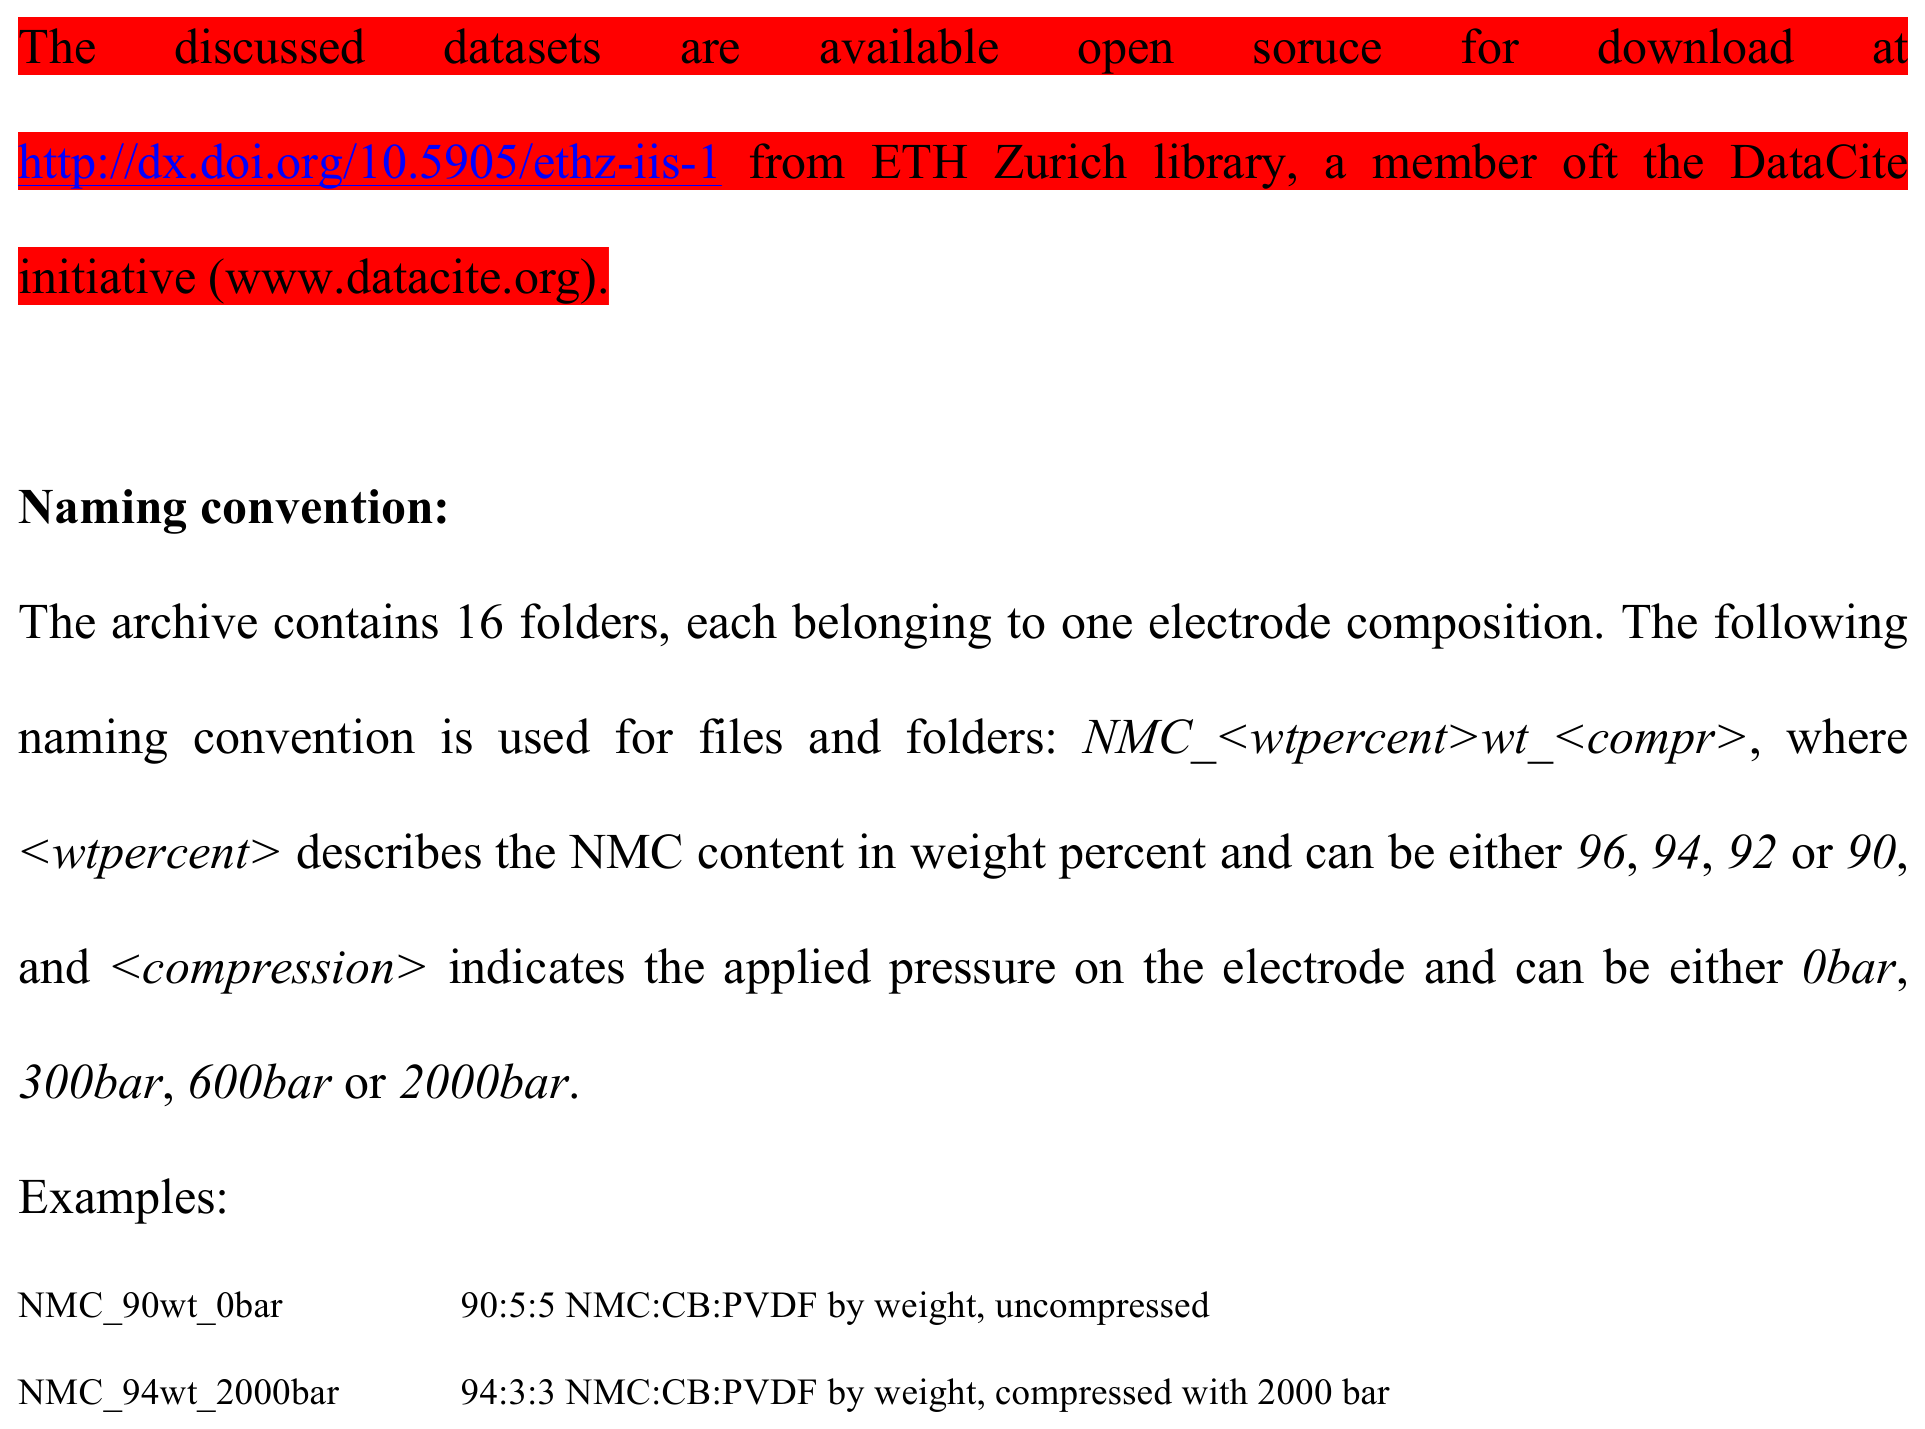 The discussed datasets are available open soruce for download at
http://dx.doi.org/10.5905/ethz-iis-1 from ETH Zurich library, a member oft the DataCite
initiative (www.datacite.org).
Naming convention:
The archive contains 16 folders, each belonging to one electrode composition. The following
naming convention is used for files and folders: NMC_<wtpercent>wt_<compr>, where
<wtpercent> describes the NMC content in weight percent and can be either 96, 94, 92 or 90,
and <compression> indicates the applied pressure on the electrode and can be either 0bar,
300bar, 600bar or 2000bar.
Examples:
NMC_90wt_0bar 90:5:5 NMC:CB:PVDF by weight, uncompressed
NMC_94wt_2000bar 94:3:3 NMC:CB:PVDF by weight, compressed with 2000 bar